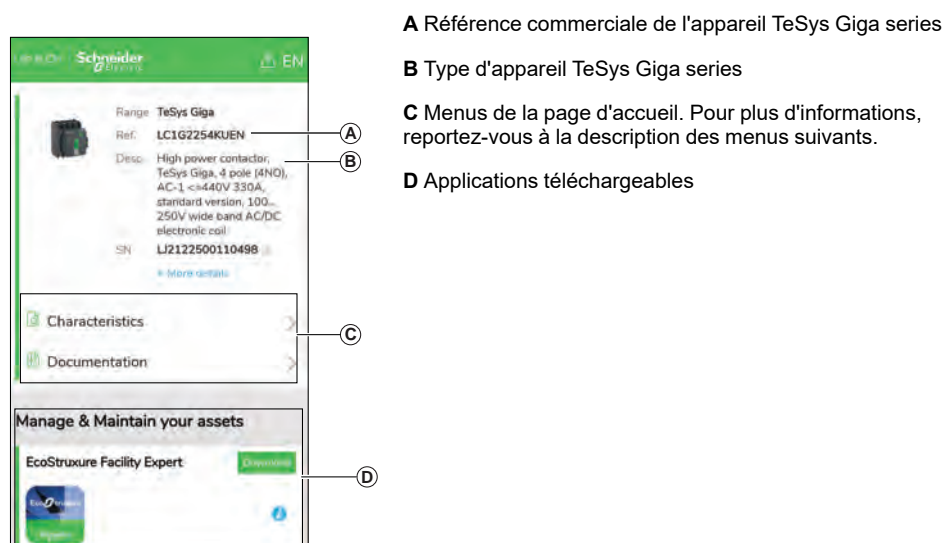 Schneider
Electric
EN
Range TeSys Giga
Ref. LC1G2254KUEN
A
Desc. High power contactor,
TeSys Giga, 4 pole (4NO),
AC-1 <=440V 330A,
standard version, 100...
250V wide band AC/DC
electronic coil
B
SN LJ2122500110498
+ More details
Characteristics
Documentation
C
Manage & Maintain your assets
EcoStruxure Facility Expert
Download
D
A Référence commerciale de l'appareil TeSys Giga series
B Type d'appareil TeSys Giga series
C Menus de la page d'accueil. Pour plus d'informations,
reportez-vous à la description des menus suivants.
D Applications téléchargeables